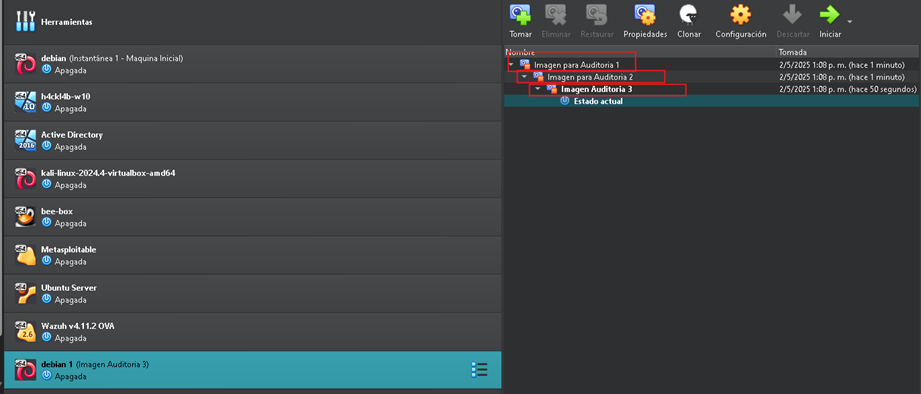 Herramientas
debian (Instantánea 1 - Maquina Inicial)
Apagada
h4ckl4b-w10
Apagada
Active Directory
Apagada
kali-linux-2024.4-virtualbox-amd64
Apagada
bee-box
Apagada
Metasploitable
Apagada
Ubuntu Server
Apagada
Wazuh v4.11.2 OVA
Apagada
debian 1 (Imagen Auditoria 3)
Apagada
Tomar Eliminar Restaurar Propiedades Clonar Configuración Descartar Iniciar
Nombre Tomada
Imagen para Auditoria 1 2/5/2025 1:08 p. m. (hace 1 minuto)
Imagen para Auditoria 2 2/5/2025 1:08 p. m. (hace 1 minuto)
Imagen Auditoria 3 2/5/2025 1:08 p. m. (hace 50 segundos)
Estado actual